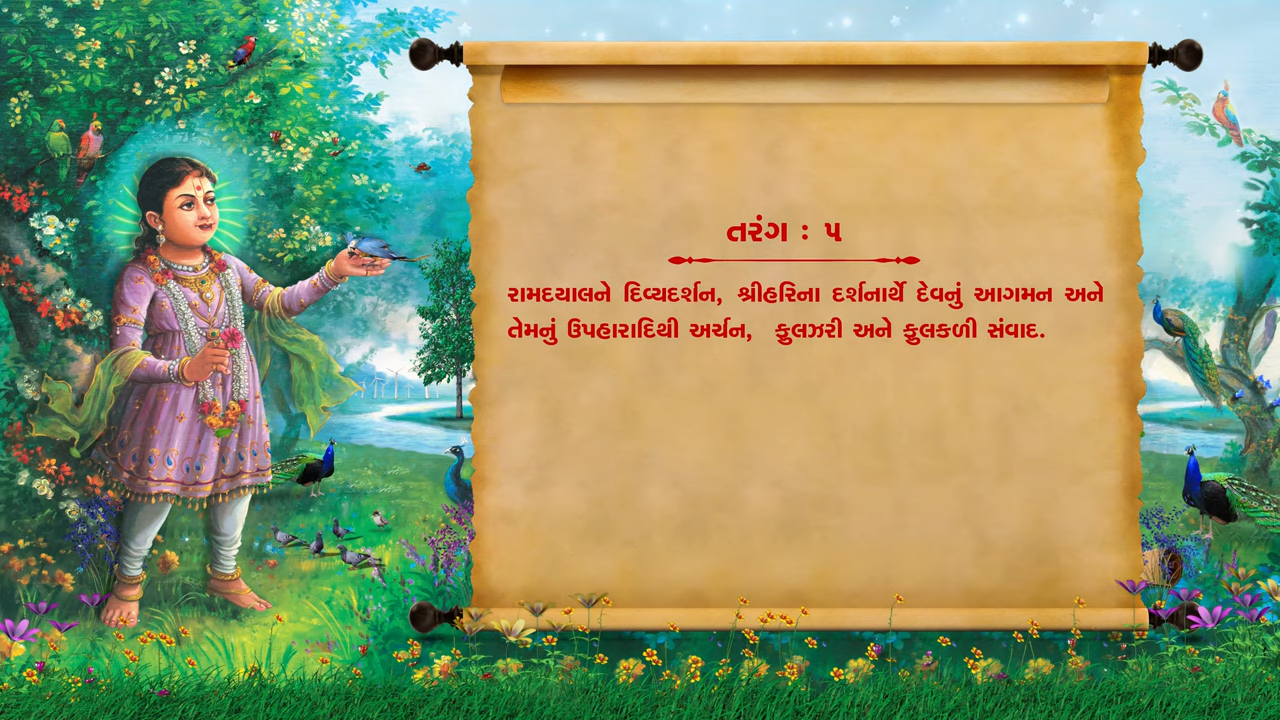 તરંગ : ૫
રામદયાલને દિવ્યદર્શન, શ્રીહરિના દર્શનાર્થે દેવનું આગમન અને
તેમનું ઉપહારાદિથી અર્ચન, ફુલઝરી અને ફુલકળી સંવાદ.